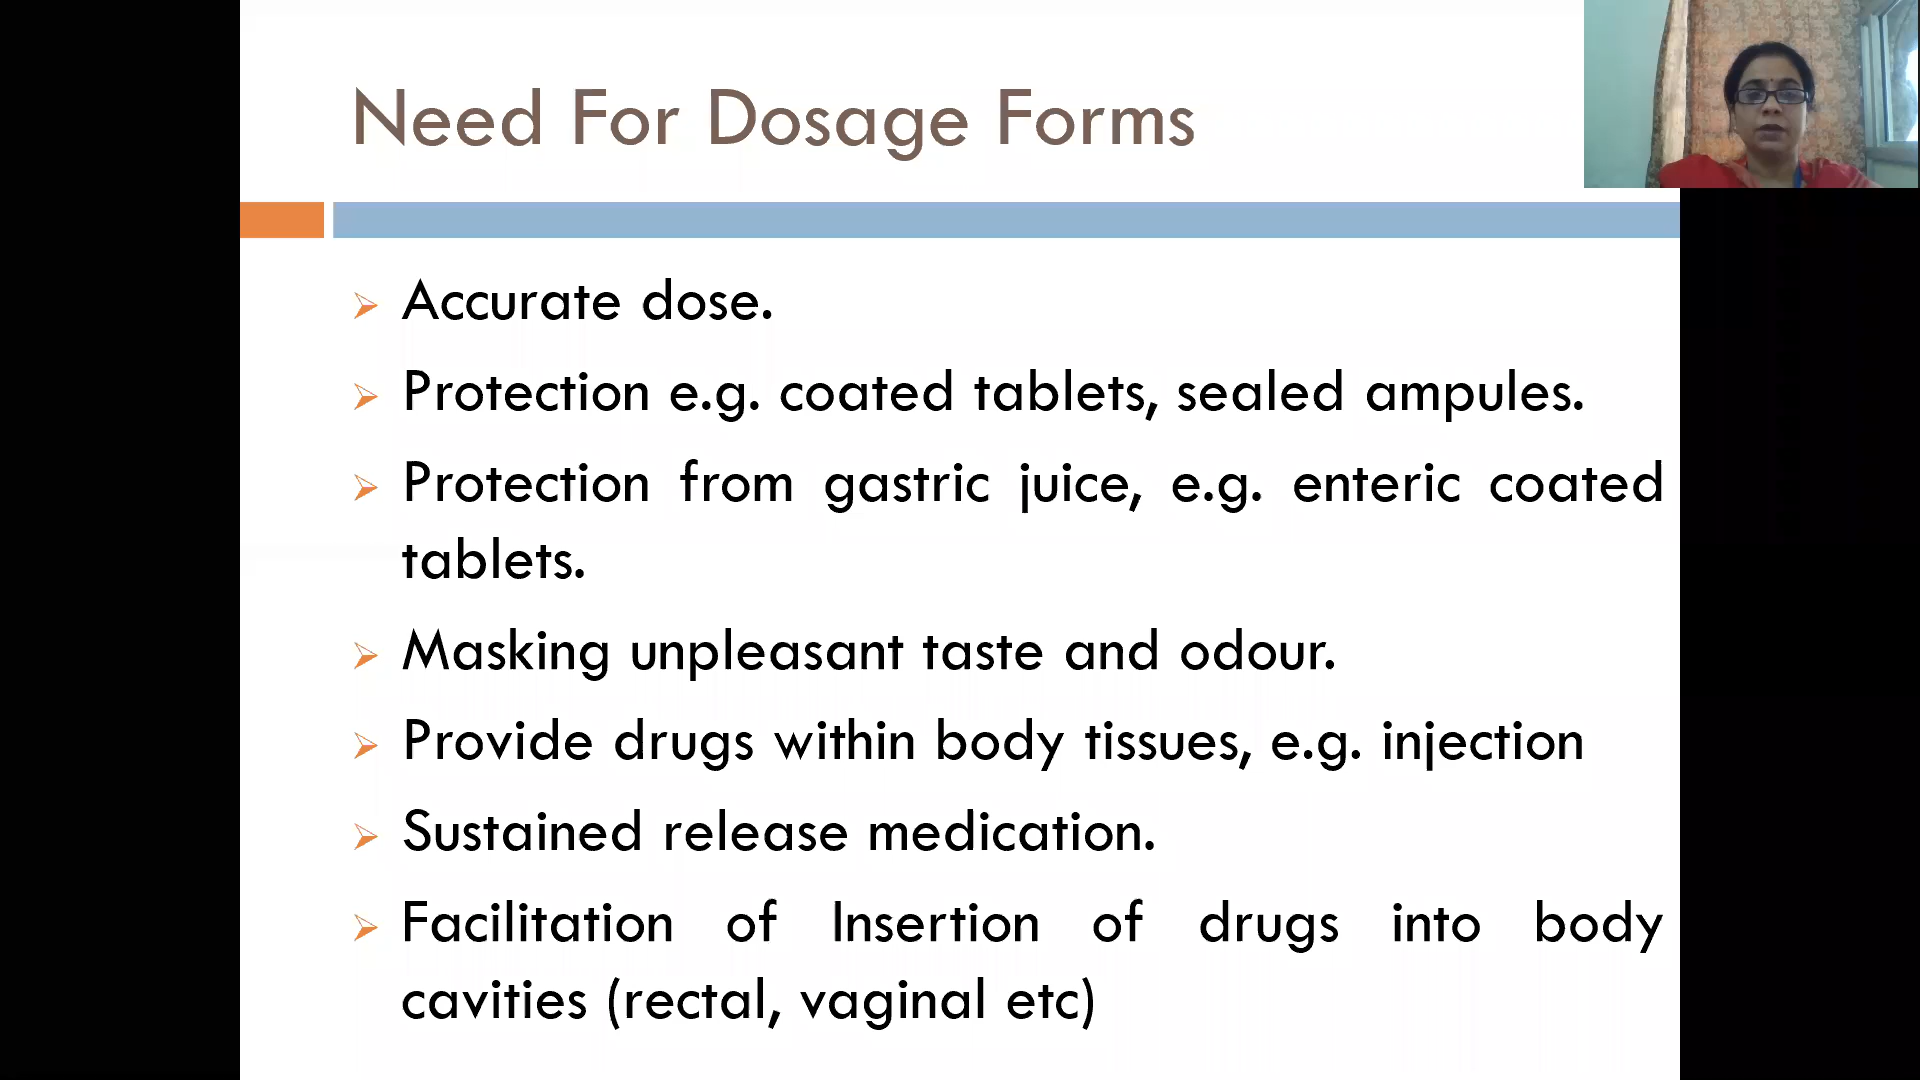 Need For Dosage Forms
Accurate dose.
Protection e.g. coated tablets, sealed ampules.
Protection from gastric juice, e.g. enteric coated
tablets.
Masking unpleasant taste and odour.
Provide drugs within body tissues, e.g. injection
Sustained release medication.
Facilitation of Insertion of drugs into body
cavities (rectal, vaginal etc)